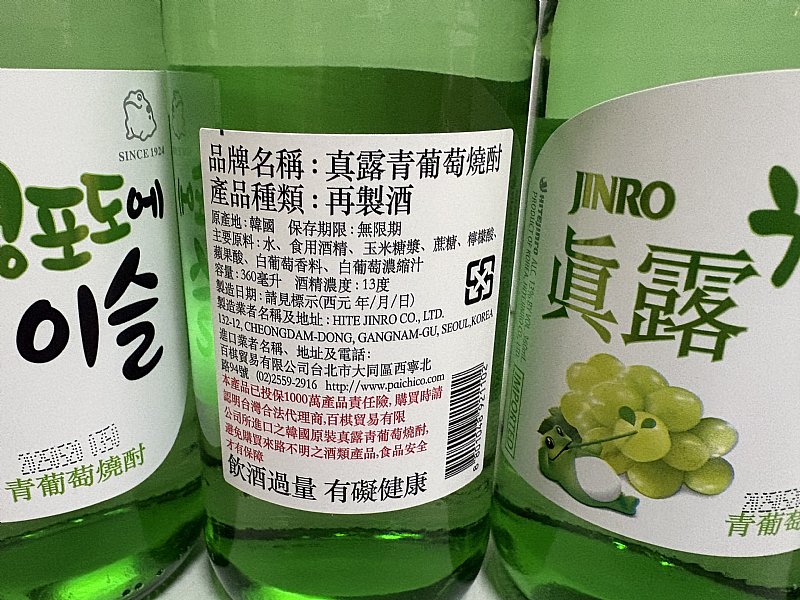 SINCE 1924
청포도에
이슬
青葡萄燒酎
品牌名稱：真露青葡萄燒酎
產品種類：再製酒
原產地：韓國 保存期限：無限期
主要原料：水、食用酒精、玉米糖漿、蔗糖、檸檬酸、
蘋果酸、白葡萄香料、白葡萄濃縮汁
容量：360毫升 酒精濃度：13度
製造日期：請見標示(西元 年/月/日)
製造業者名稱及地址：HITE JINRO CO., LTD.
132-12, CHEONGDAM-DONG, GANGNAM-GU, SEOUL,KOREA
進口業者名稱、地址及電話：
百棋貿易有限公司台北市大同區西寧北
路94號 (02)2559-2916 http://www.paichico.com
本產品已投保1000萬產品責任險, 購買時請
認明台灣合法代理商,百棋貿易有限
公司所進口之韓國原裝真露青葡萄燒酎,
避免購買來路不明之酒類產品,食品安全
才有保障
飲酒過量 有礙健康
JINRO
眞露
IMPORTED
青葡萄